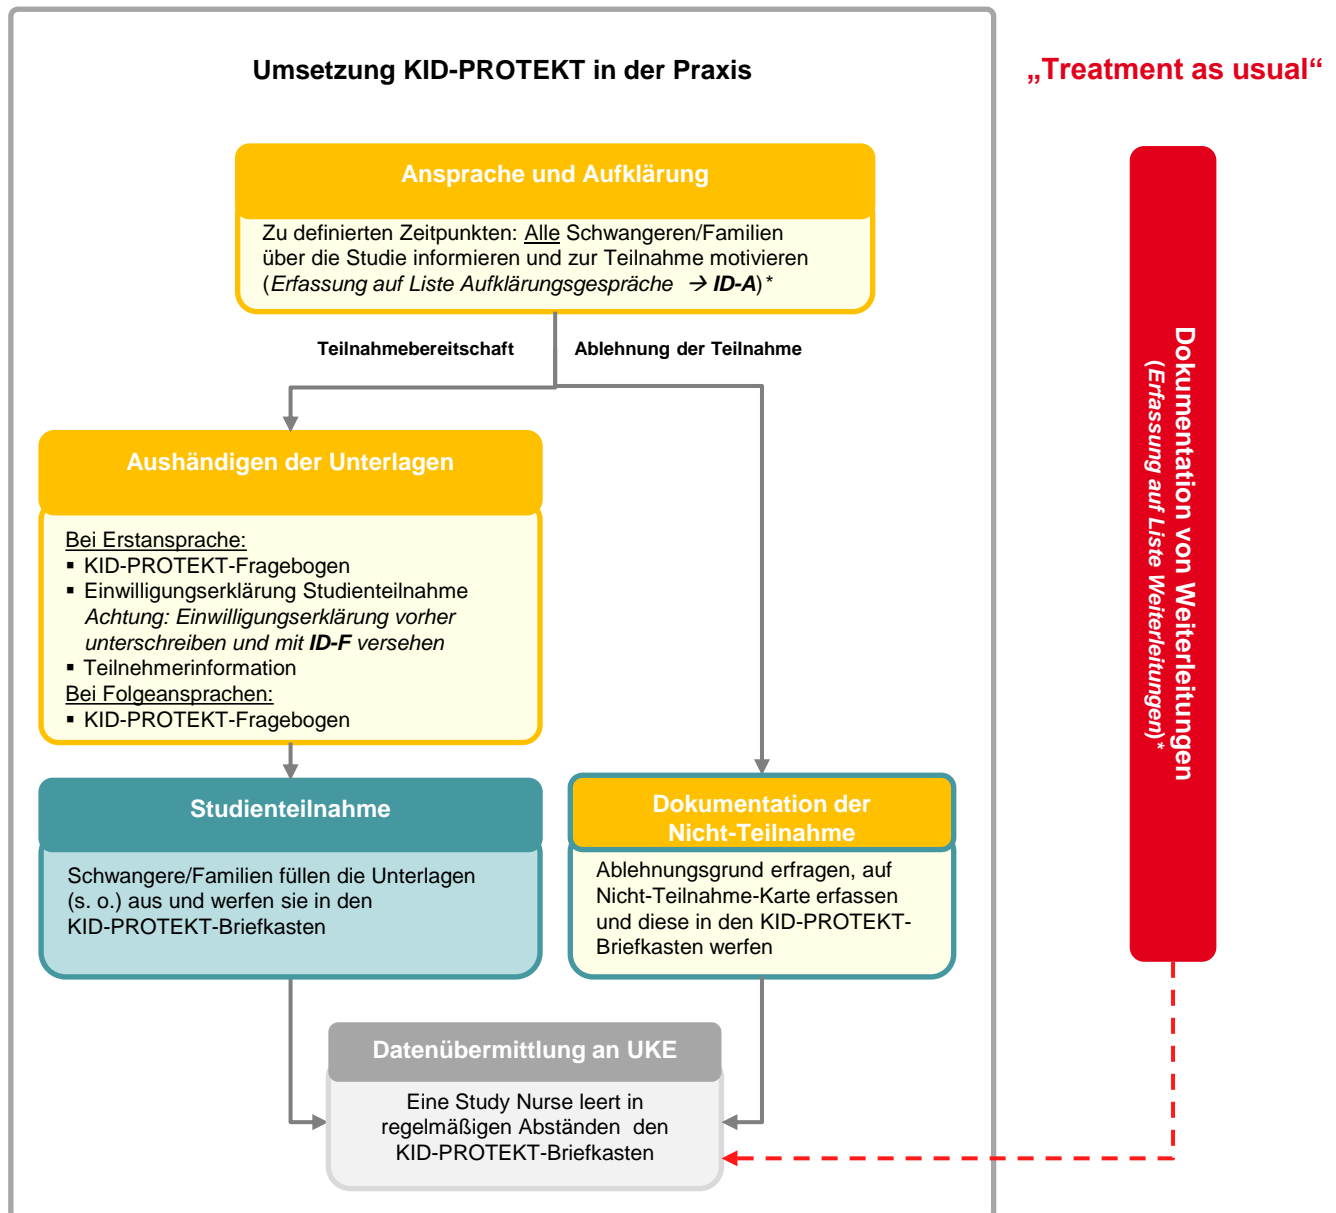 Umsetzung KID-PROTEKT in der Praxis
„Treatment as usual“
Ansprache und Aufklärung
Zu definierten Zeitpunkten: Alle Schwangeren/Familien
über die Studie informieren und zur Teilnahme motivieren
(Erfassung auf Liste Aufklärungsgespräche → ID-A)*
Teilnahmebereitschaft
Ablehnung der Teilnahme
Aushändigen der Unterlagen
Bei Erstansprache:
▪ KID-PROTEKT-Fragebogen
▪ Einwilligungserklärung Studienteilnahme
Achtung: Einwilligungserklärung vorher
unterschreiben und mit ID-F versehen
▪ Teilnehmerinformation
Bei Folgeansprachen:
▪ KID-PROTEKT-Fragebogen
Studienteilnahme
Schwangere/Familien füllen die Unterlagen
(s. o.) aus und werfen sie in den
KID-PROTEKT-Briefkasten
Dokumentation der
Nicht-Teilnahme
Ablehnungsgrund erfragen, auf
Nicht-Teilnahme-Karte erfassen
und diese in den KID-PROTEKT-
Briefkasten werfen
Datenübermittlung an UKE
Eine Study Nurse leert in
regelmäßigen Abständen den
KID-PROTEKT-Briefkasten
Dokumentation von Weiterleitungen
(Erfassung auf Liste Weiterleitungen)*